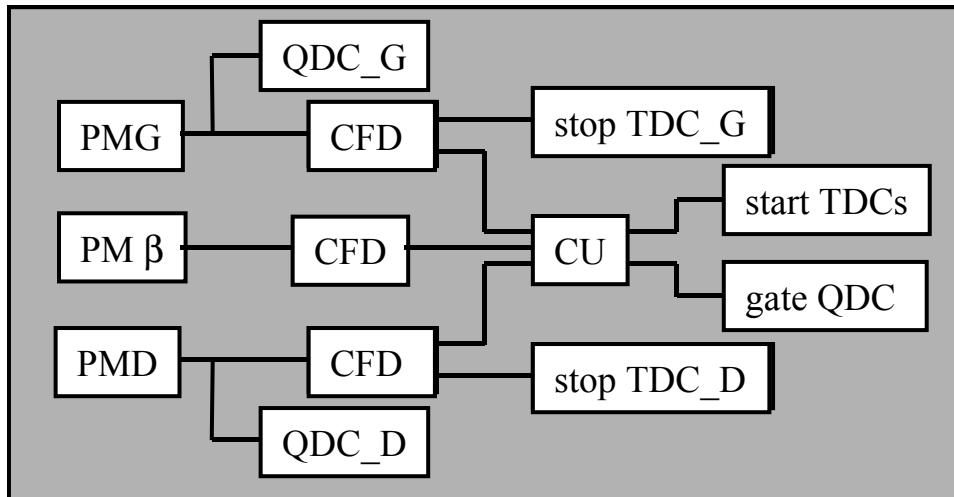 QDC_G
PMG
CFD
stop TDC_G
start TDCs
PM β
CFD
CU
gate QDC
PMD
CFD
stop TDC_D
QDC_D